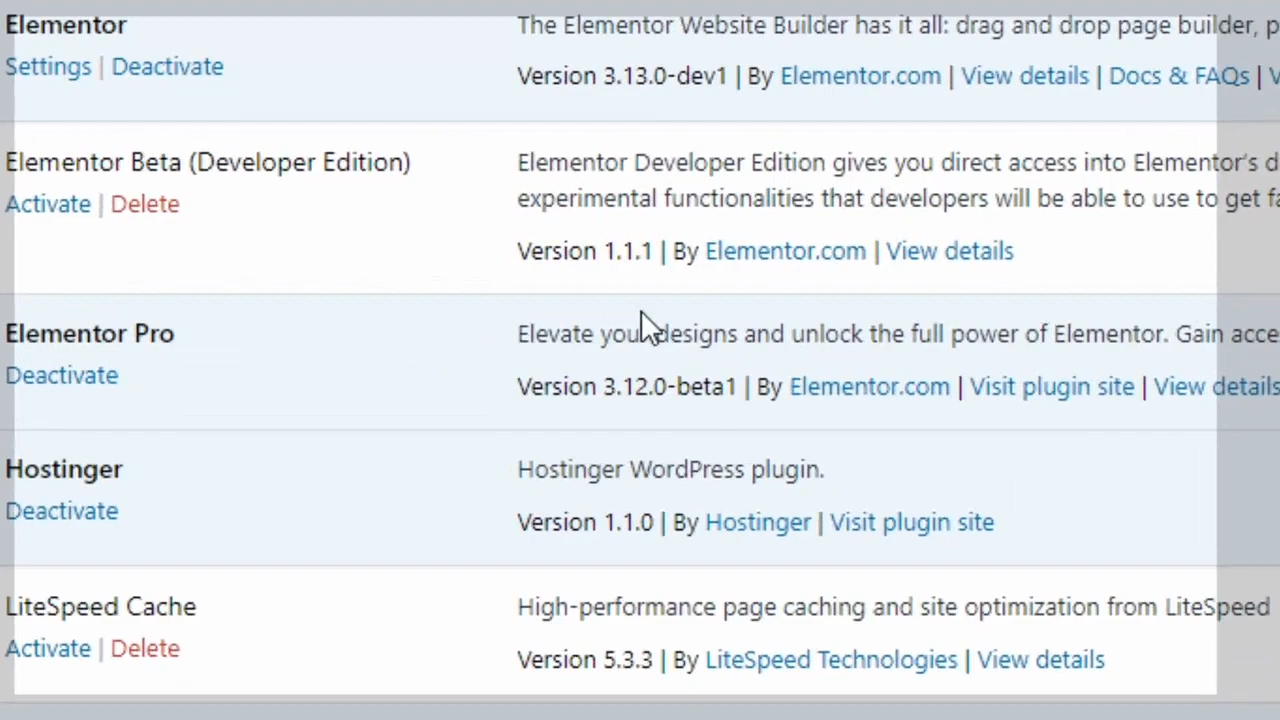 Elementor
The Elementor Website Builder has it all: drag and drop page builder, p
Settings | Deactivate
Version 3.13.0-dev1 | By Elementor.com | View details | Docs & FAQs | V
Elementor Beta (Developer Edition)
Elementor Developer Edition gives you direct access into Elementor's d
Activate | Delete
experimental functionalities that developers will be able to use to get fa
Version 1.1.1 | By Elementor.com | View details
Elementor Pro
Elevate your designs and unlock the full power of Elementor. Gain acce
Deactivate
Version 3.12.0-beta1 | By Elementor.com | Visit plugin site | View details
Hostinger
Hostinger WordPress plugin.
Deactivate
Version 1.1.0 | By Hostinger | Visit plugin site
LiteSpeed Cache
High-performance page caching and site optimization from LiteSpeed
Activate | Delete
Version 5.3.3 | By LiteSpeed Technologies | View details